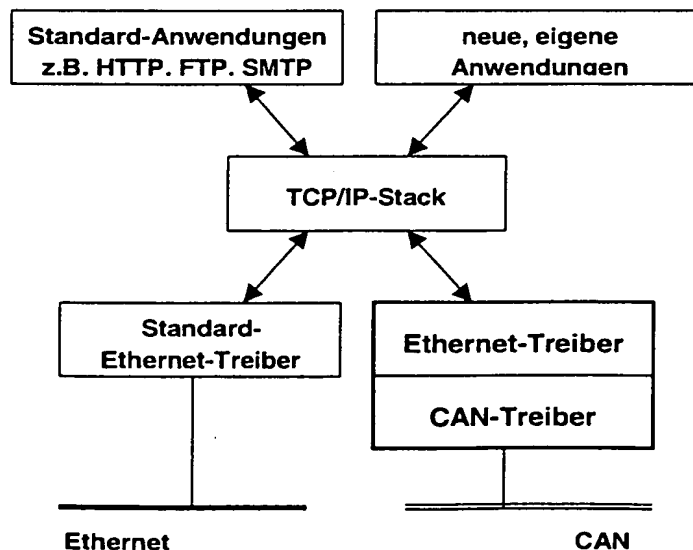 Standard-Anwendungen
z.B. HTTP. FTP. SMTP
neue, eigene
Anwendungen
TCP/IP-Stack
Standard-
Ethernet-Treiber
Ethernet-Treiber
CAN-Treiber
Ethernet
CAN